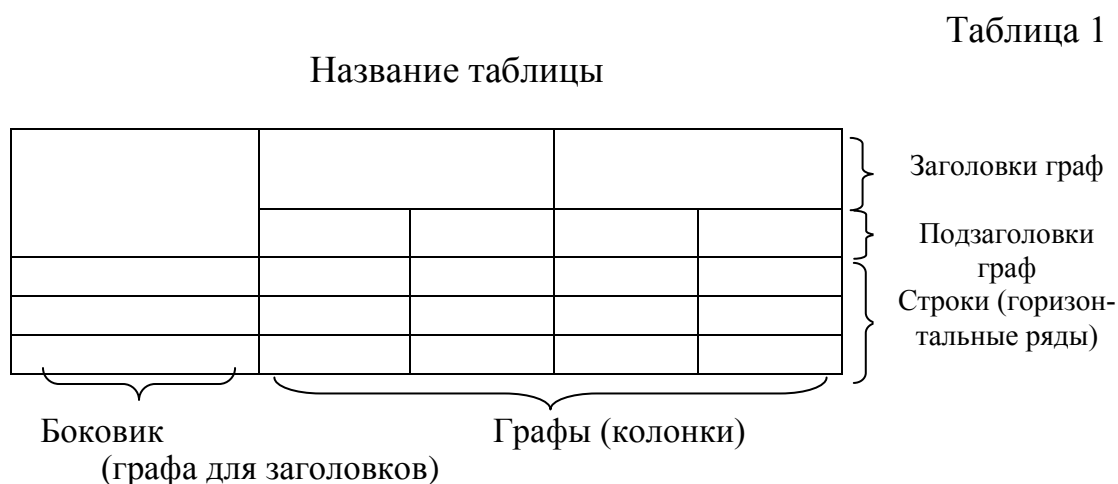 Таблица 1
Название таблицы
Заголовки граф
Подзаголовки
граф
Строки (горизон-
тальные ряды)
Боковик
(графа для заголовков)
Графы (колонки)